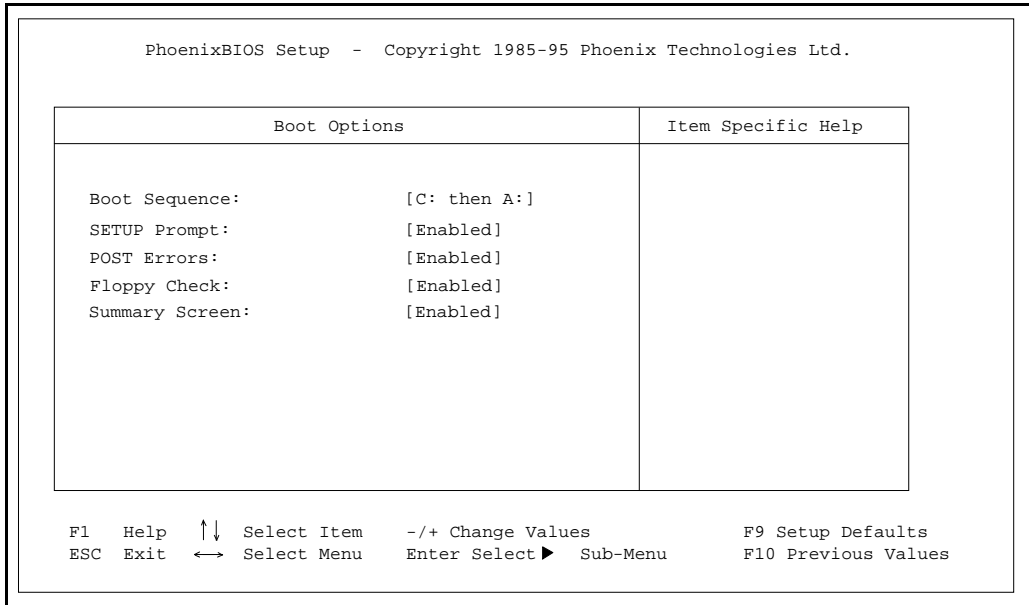 PhoenixBIOS Setup - Copyright 1985-95 Phoenix Technologies Ltd.
Boot Options Item Specific Help
Boot Sequence: [C: then A:]
SETUP Prompt: [Enabled]
POST Errors: [Enabled]
Floppy Check: [Enabled]
Summary Screen: [Enabled]
F1 Help ↑↓ Select Item -/+ Change Values F9 Setup Defaults
ESC Exit ↔ Select Menu Enter Select▶ Sub-Menu F10 Previous Values